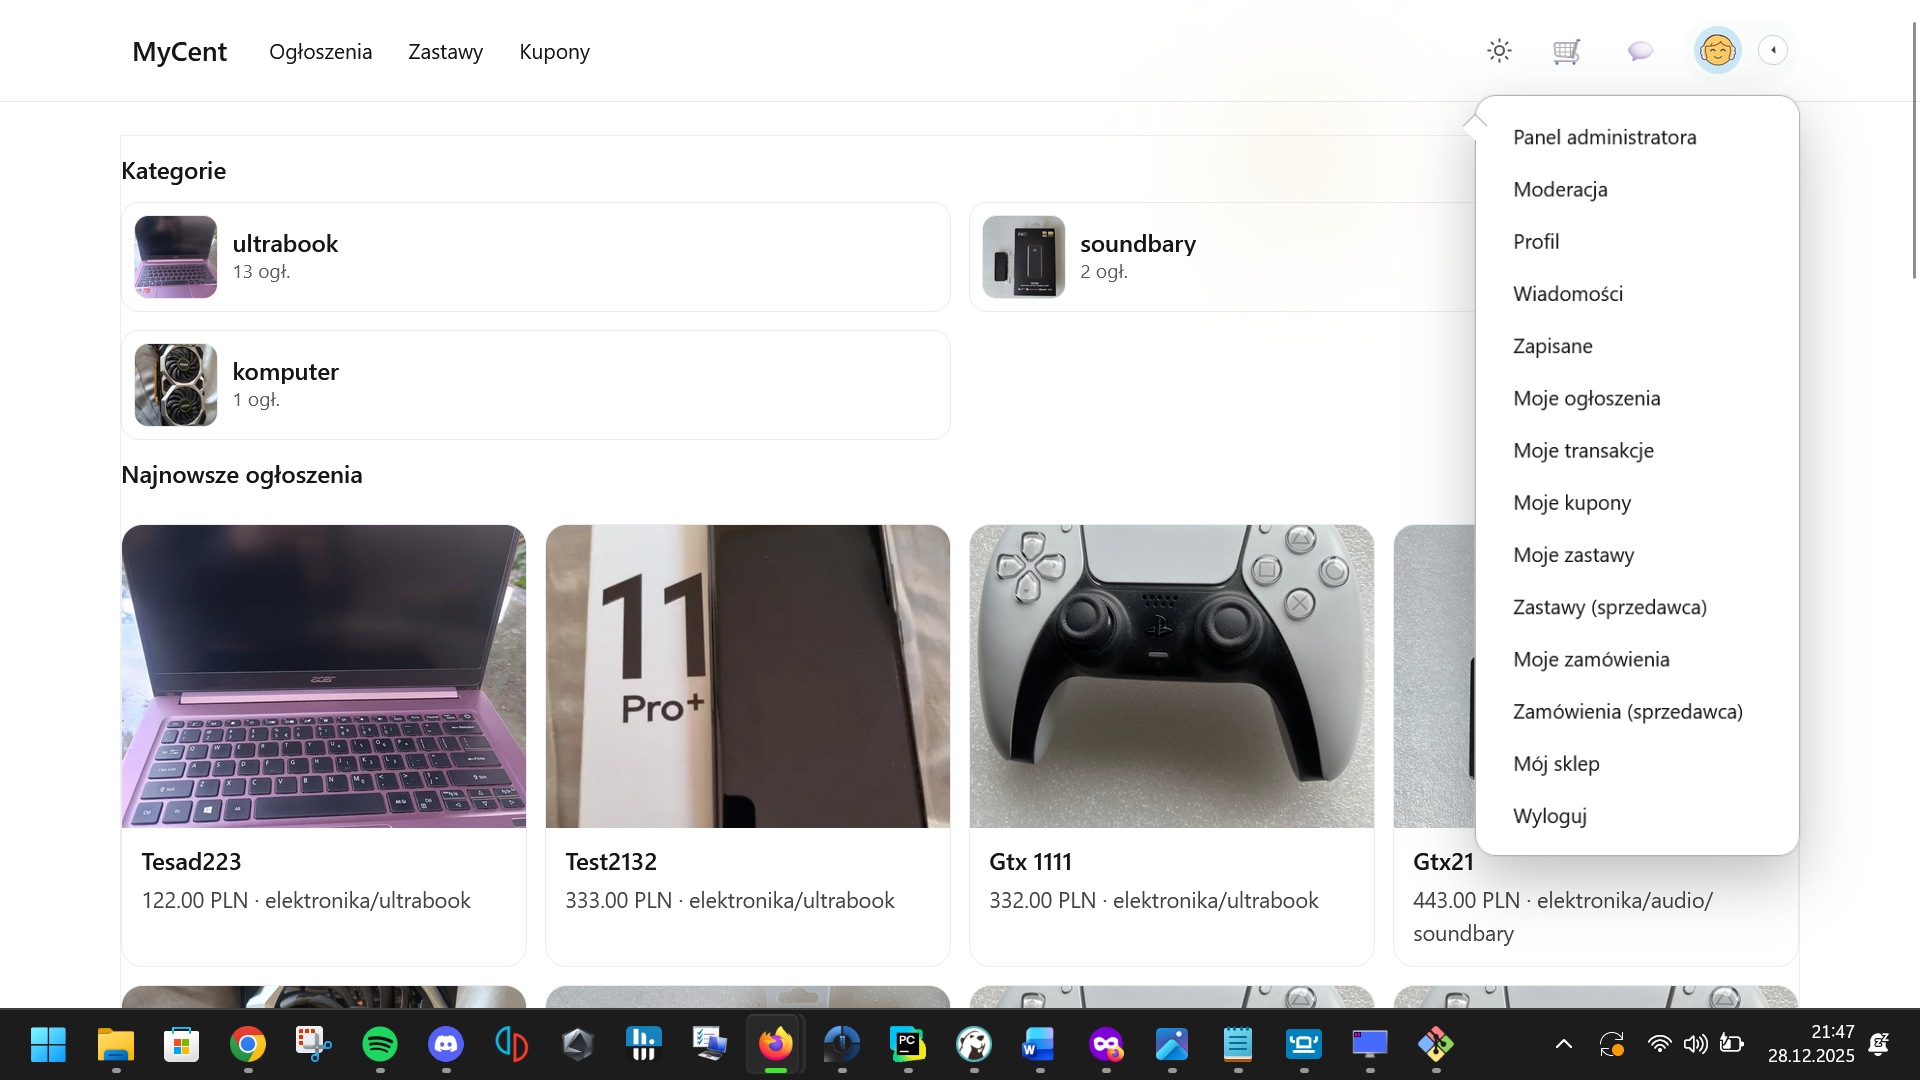 MyCent
Ogłoszenia
Zastawy
Kupony
Panel administratora
Moderacja
Profil
Wiadomości
Zapisane
Moje ogłoszenia
Moje transakcje
Moje kupony
Moje zastawy
Zastawy (sprzedawca)
Moje zamówienia
Zamówienia (sprzedawca)
Mój sklep
Wyloguj
Kategorie
ultrabook
13 ogł.
soundbary
2 ogł.
komputer
1 ogł.
Najnowsze ogłoszenia
acer
11
Pro+
Tesad223
122.00 PLN · elektronika/ultrabook
Test2132
333.00 PLN · elektronika/ultrabook
Gtx 1111
332.00 PLN · elektronika/ultrabook
Gtx21
443.00 PLN · elektronika/audio/
soundbary
PC
W
21:47
28.12.2025